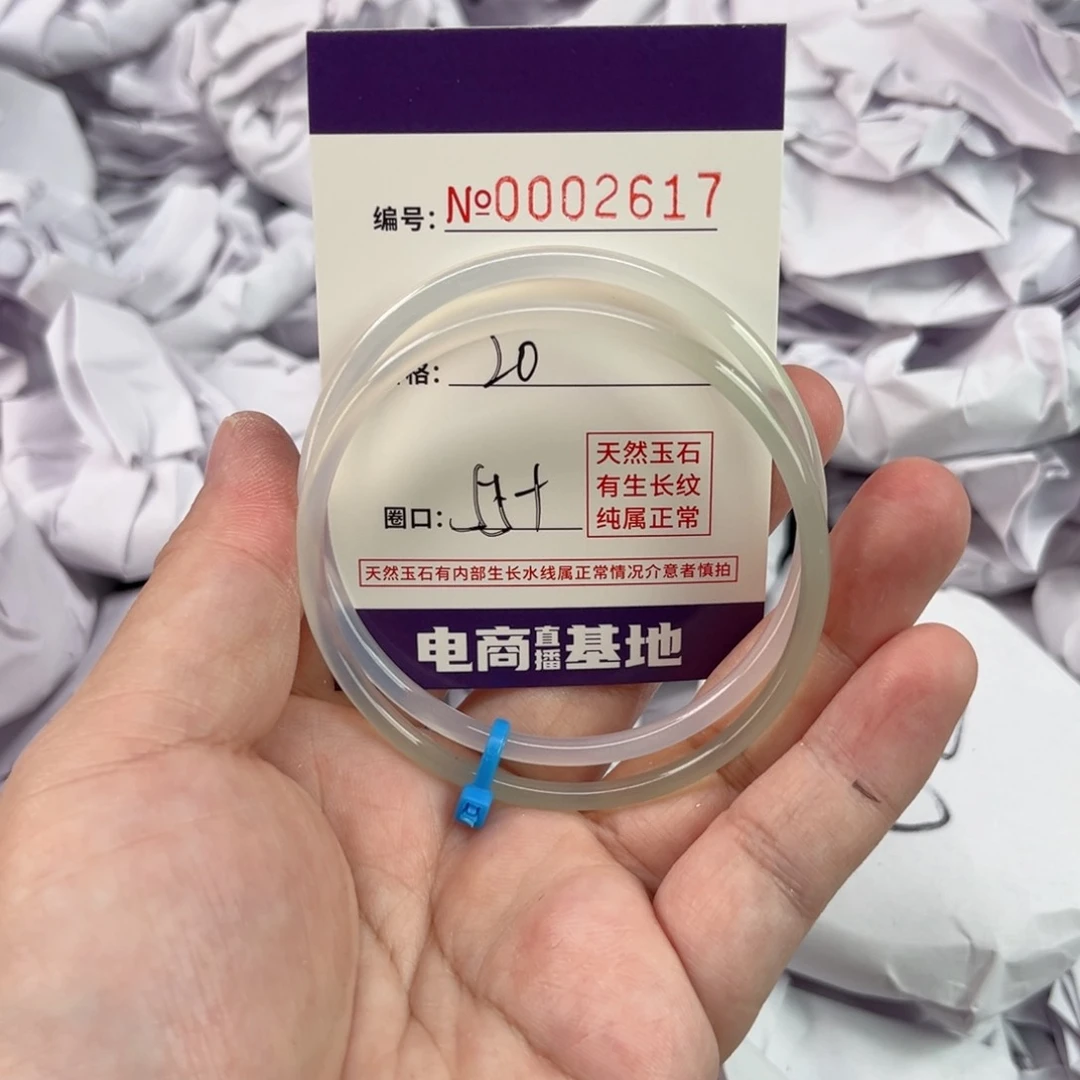 编号: №0002617
格: 20
天然玉石
有生长纹
纯属正常
圈口:
天然玉石有内部生长水线属正常情况介意者慎拍
电商直播基地